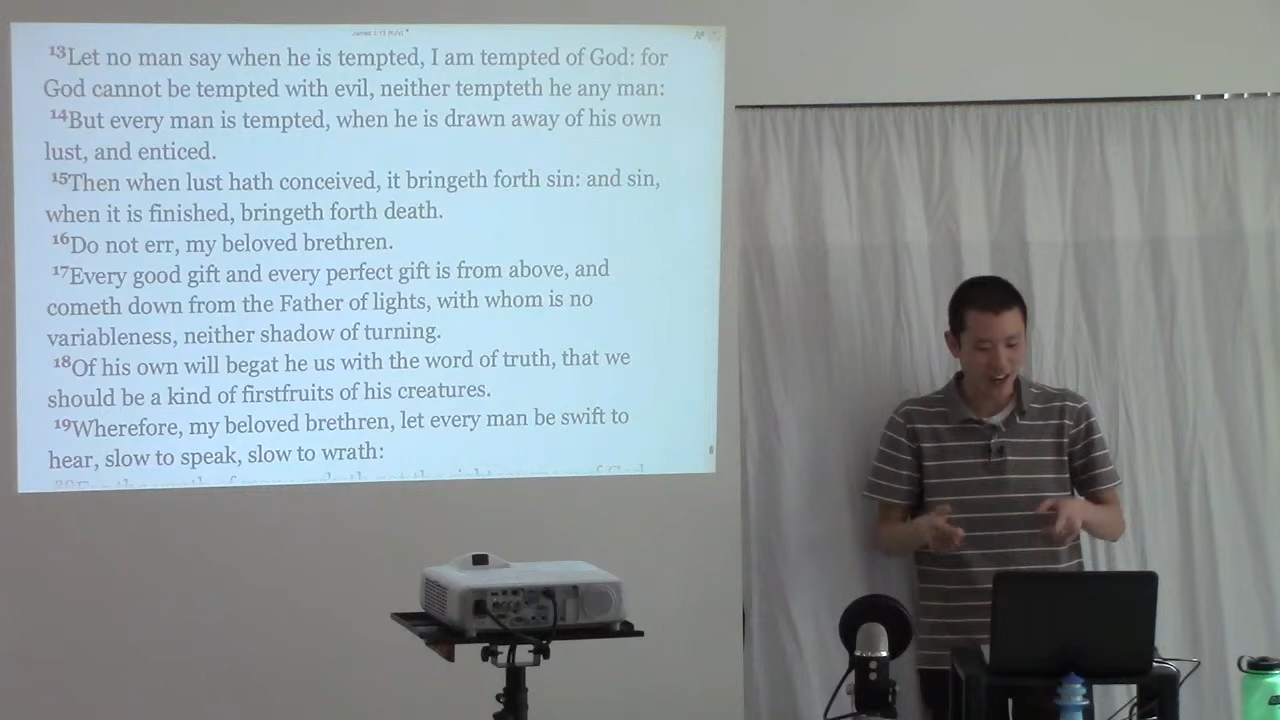 James 1:13 (KJV)
13Let no man say when he is tempted, I am tempted of God: for
God cannot be tempted with evil, neither tempteth he any man:
14But every man is tempted, when he is drawn away of his own
lust, and enticed.
15Then when lust hath conceived, it bringeth forth sin: and sin,
when it is finished, bringeth forth death.
16Do not err, my beloved brethren.
17Every good gift and every perfect gift is from above, and
cometh down from the Father of lights, with whom is no
variableness, neither shadow of turning.
18Of his own will begat he us with the word of truth, that we
should be a kind of firstfruits of his creatures.
19Wherefore, my beloved brethren, let every man be swift to
hear, slow to speak, slow to wrath: